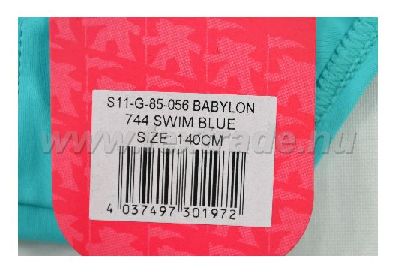 S11-G-85-056 BABYLON
744 SWIM BLUE
SIZE 140CM
4 037497 301972